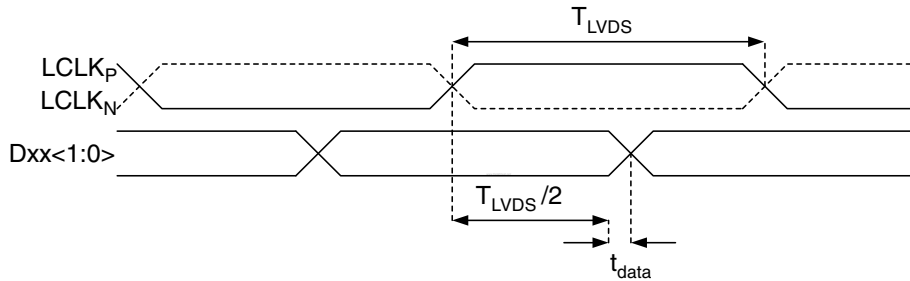 T_LVDS
LCLK_P
LCLK_N
Dxx<1:0>
T_LVDS/2
t_data